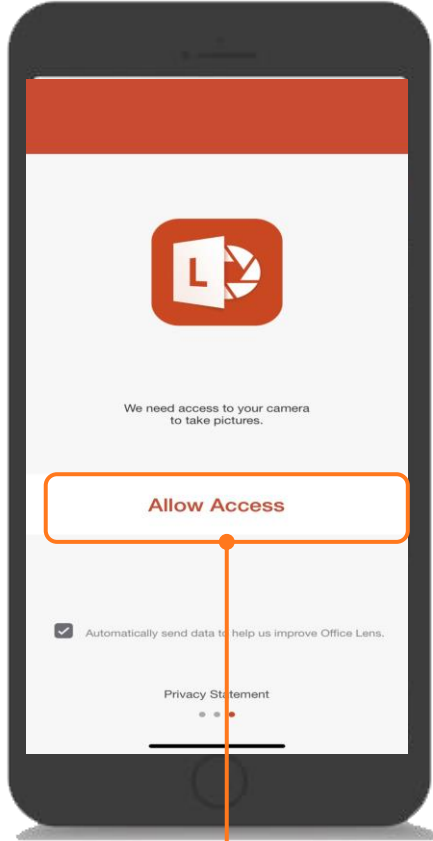 L
We need access to your camera
to take pictures.
Allow Access
Automatically send data to help us improve Office Lens.
Privacy Statement